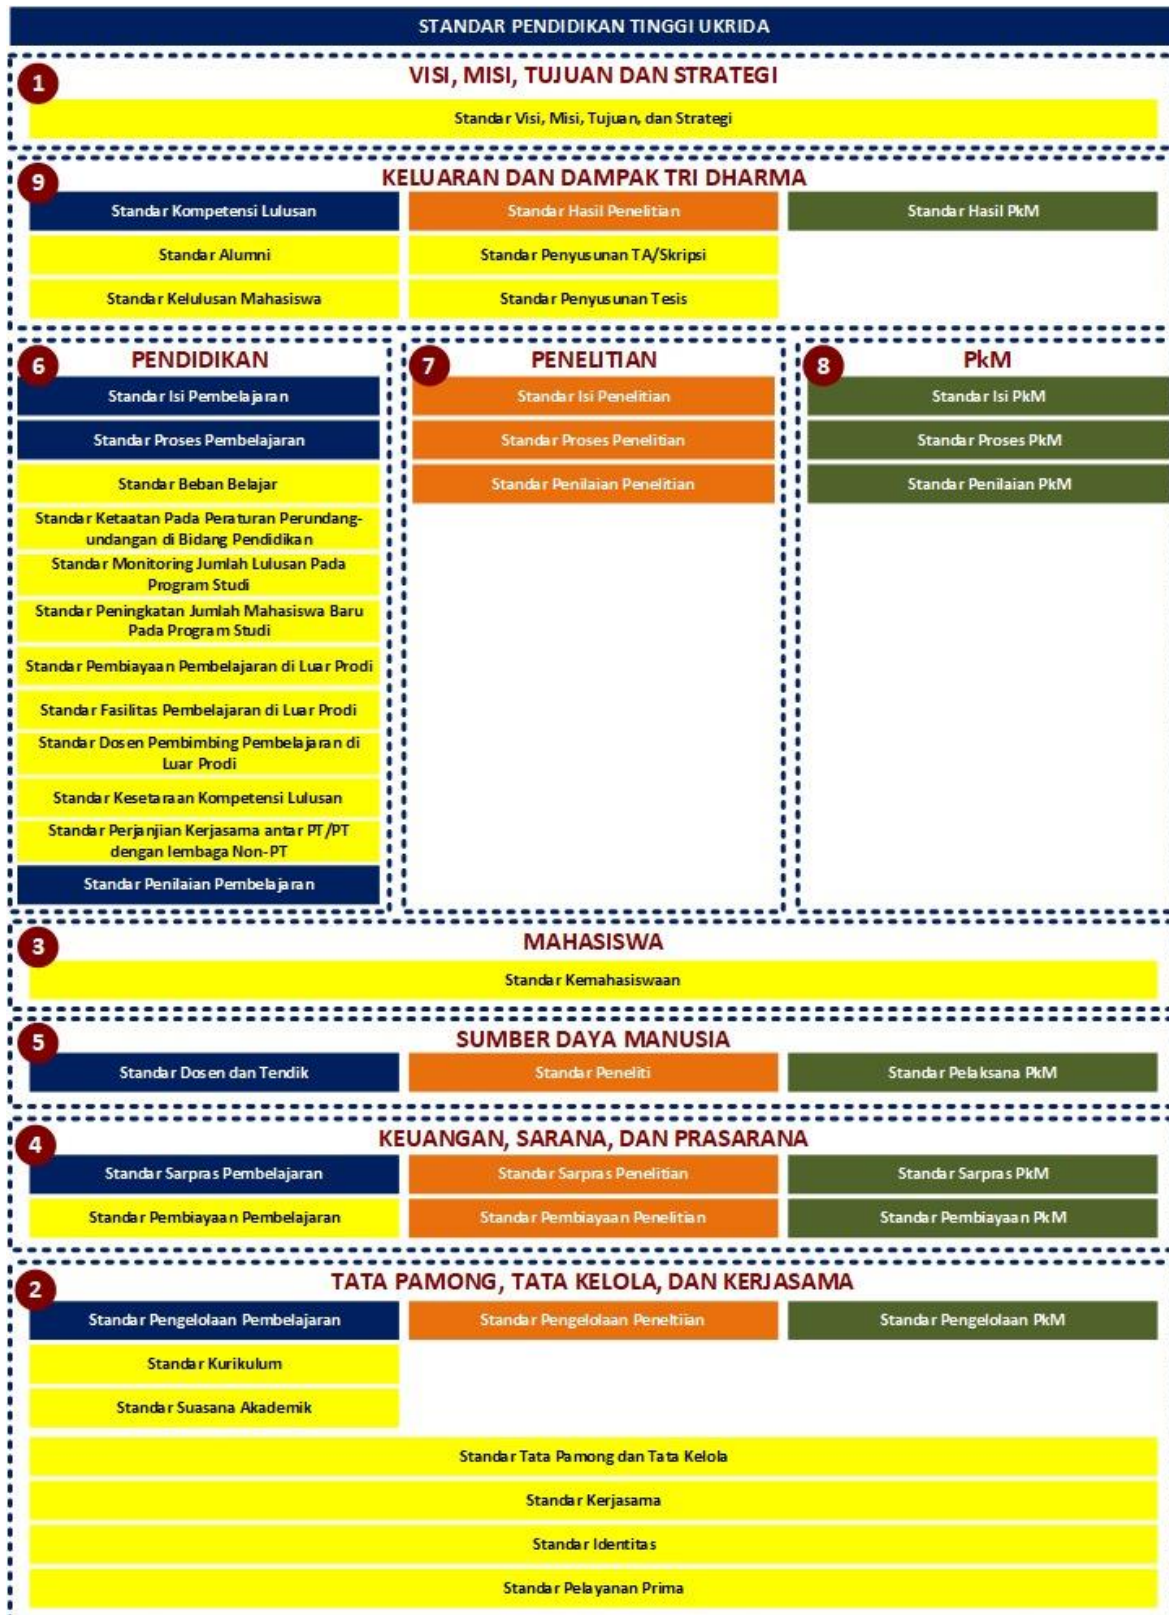 STANDAR PENDIDIKAN TINGGI UKRIDA
1
VISI, MISI, TUJUAN DAN STRATEGI
Standar Visi, Misi, Tujuan, dan Strategi
9
KELUARAN DAN DAMPAK TRI DHARMA
Standar Kompetensi Lulusan
Standar Hasil Penelitian
Standar Hasil PkM
Standar Alumni
Standar Penyusunan TA/Skripsi
Standar Kelulusan Mahasiswa
Standar Penyusunan Tesis
6
PENDIDIKAN
Standar Isi Pembelajaran
Standar Proses Pembelajaran
Standar Beban Belajar
Standar Ketaatan Pada Peraturan Perundang-
undangan di Bidang Pendidikan
Standar Monitoring Jumlah Lulusan Pada
Program Studi
Standar Peningkatan Jumlah Mahasiswa Baru
Pada Program Studi
Standar Pembiayaan Pembelajaran di Luar Prodi
Standar Fasilitas Pembelajaran di Luar Prodi
Standar Dosen Pembimbing Pembelajaran di
Luar Prodi
Standar Kesetaraan Kompetensi Lulusan
Standar Perjanjian Kerjasama antar PT/PT
dengan lembaga Non-PT
Standar Penilaian Pembelajaran
7
PENELITIAN
Standar Isi Penelitian
Standar Proses Penelitian
Standar Penilaian Penelitian
8
PkM
Standar Isi PkM
Standar Proses PkM
Standar Penilaian PkM
3
MAHASISWA
Standar Kemahasiswaan
5
SUMBER DAYA MANUSIA
Standar Dosen dan Tendik
Standar Peneliti
Standar Pelaksana PkM
4
KEUANGAN, SARANA, DAN PRASARANA
Standar Sarpras Pembelajaran
Standar Sarpras Penelitian
Standar Sarpras PkM
Standar Pembiayaan Pembelajaran
Standar Pembiayaan Penelitian
Standar Pembiayaan PkM
2
TATA PAMONG, TATA KELOLA, DAN KERJASAMA
Standar Pengelolaan Pembelajaran
Standar Pengelolaan Peneltiian
Standar Pengelolaan PkM
Standar Kurikulum
Standar Suasana Akademik
Standar Tata Pamong dan Tata Kelola
Standar Kerjasama
Standar Identitas
Standar Pelayanan Prima